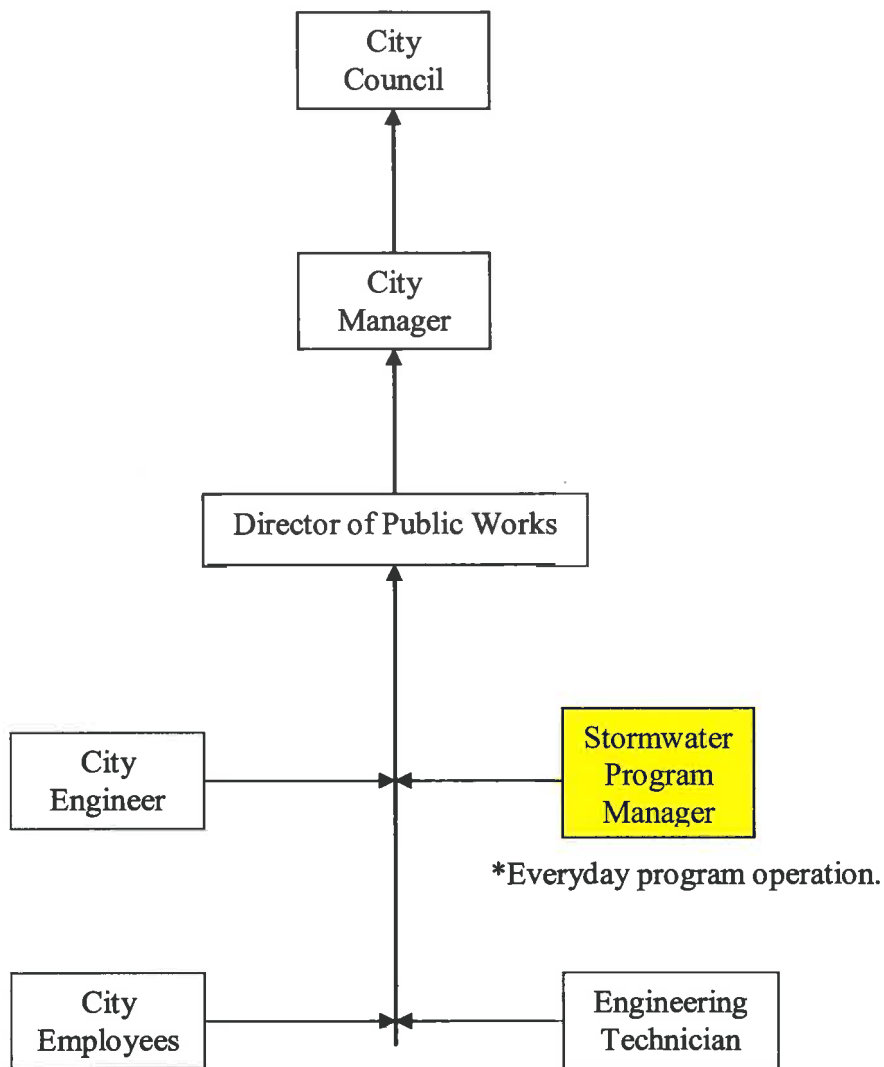 City
Council
City
Manager
Director of Public Works
City
Engineer
Stormwater
Program
Manager
*Everyday program operation.
City
Employees
Engineering
Technician